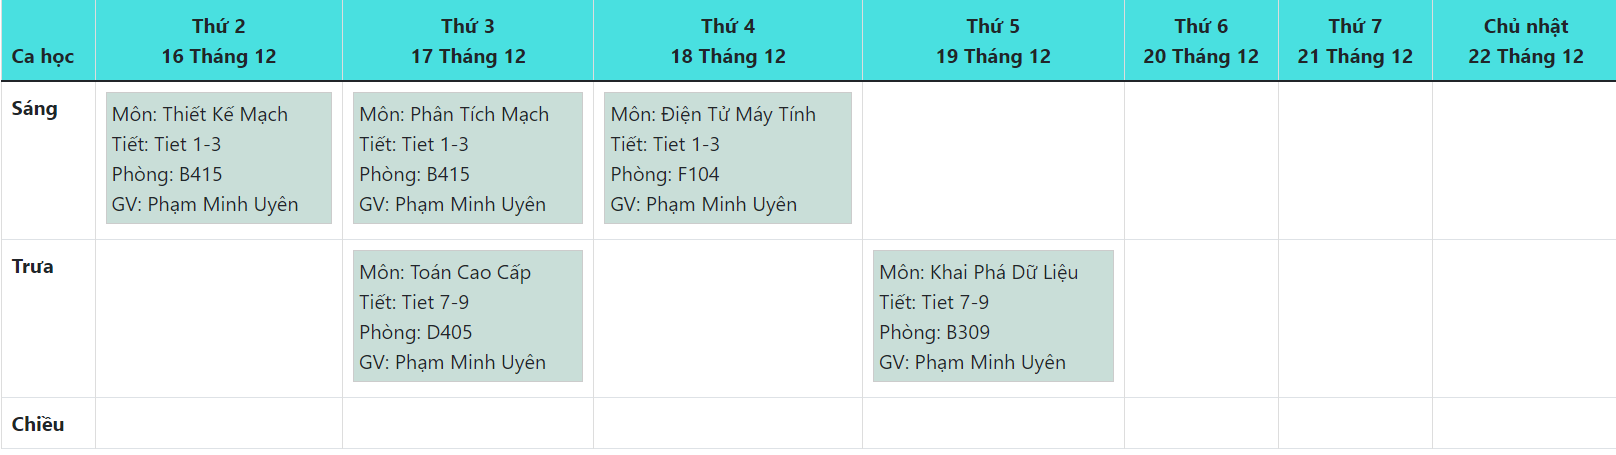 Ca học
Thứ 2
16 Tháng 12
Thứ 3
17 Tháng 12
Thứ 4
18 Tháng 12
Thứ 5
19 Tháng 12
Thứ 6
20 Tháng 12
Thứ 7
21 Tháng 12
Chủ nhật
22 Tháng 12
Sáng
Môn: Thiết Kế Mạch
Tiết: Tiet 1-3
Phòng: B415
GV: Phạm Minh Uyên
Môn: Phân Tích Mạch
Tiết: Tiet 1-3
Phòng: B415
GV: Phạm Minh Uyên
Môn: Điện Tử Máy Tính
Tiết: Tiet 1-3
Phòng: F104
GV: Phạm Minh Uyên
Trưa
Môn: Toán Cao Cấp
Tiết: Tiet 7-9
Phòng: D405
GV: Phạm Minh Uyên
Môn: Khai Phá Dữ Liệu
Tiết: Tiet 7-9
Phòng: B309
GV: Phạm Minh Uyên
Chiều